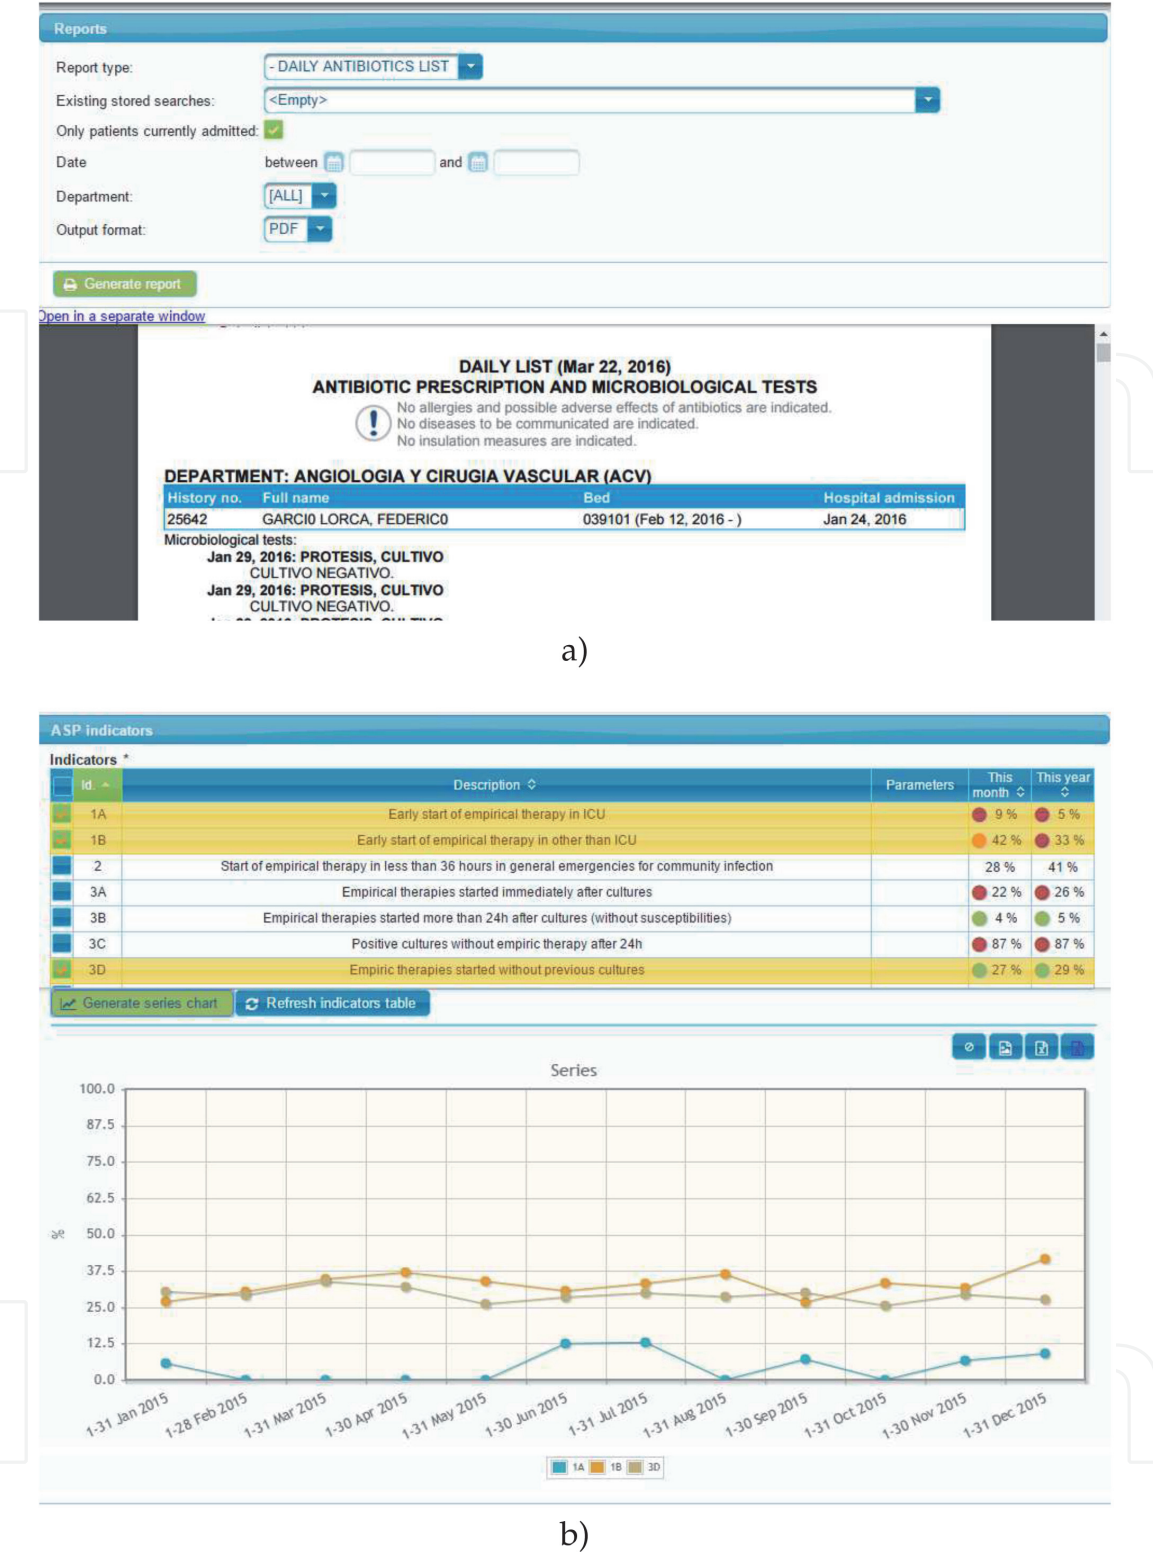 Reports
Report type: - DAILY ANTIBIOTICS LIST
Existing stored searches: <Empty>
Only patients currently admitted:
Date between and
Department: [ALL]
Output format: PDF
Generate report
Open in a separate window
DAILY LIST (Mar 22, 2016)
ANTIBIOTIC PRESCRIPTION AND MICROBIOLOGICAL TESTS
No allergies and possible adverse effects of antibiotics are indicated.
No diseases to be communicated are indicated.
No insulation measures are indicated.
DEPARTMENT: ANGIOLOGIA Y CIRUGIA VASCULAR (ACV)
History no. Full name Bed Hospital admission
25642 GARCI0 LORCA, FEDERIC0 039101 (Feb 12, 2016 - ) Jan 24, 2016
Microbiological tests:
Jan 29, 2016: PROTESIS, CULTIVO
CULTIVO NEGATIVO.
Jan 29, 2016: PROTESIS, CULTIVO
CULTIVO NEGATIVO.
a)
ASP indicators
Indicators *
Id. Description Parameters This month This year
1A Early start of empirical therapy in ICU 9 % 5 %
1B Early start of empirical therapy in other than ICU 42 % 33 %
2 Start of empirical therapy in less than 36 hours in general emergencies for community infection 28 % 41 %
3A Empirical therapies started immediately after cultures 22 % 26 %
3B Empirical therapies started more than 24h after cultures (without susceptibilities) 4 % 5 %
3C Positive cultures without empiric therapy after 24h 87 % 87 %
3D Empiric therapies started without previous cultures 27 % 29 %
Generate series chart Refresh indicators table
Series
100.0
87.5
75.0
62.5
%
50.0
37.5
25.0
12.5
0.0
1-31 Jan 2015 1-28 Feb 2015 1-31 Mar 2015 1-30 Apr 2015 1-31 May 2015 1-30 Jun 2015 1-31 Jul 2015 1-31 Aug 2015 1-30 Sep 2015 1-31 Oct 2015 1-30 Nov 2015 1-31 Dec 2015
1A 1B 3D
b)